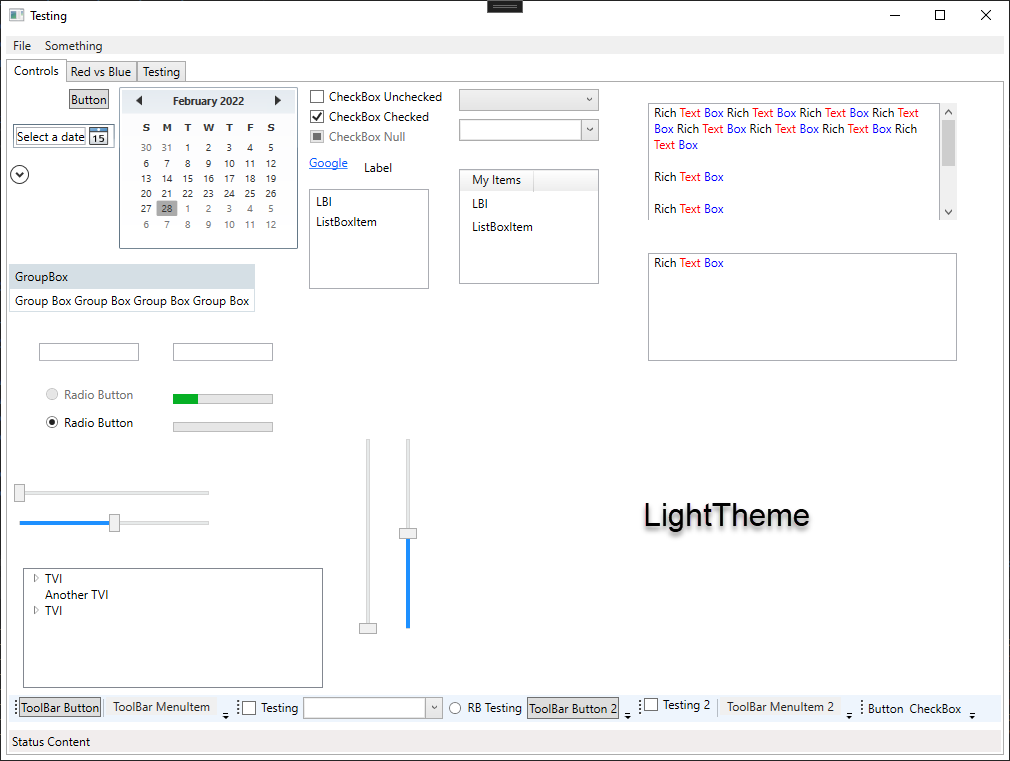 Testing
File Something
Controls Red vs Blue Testing
Button
Select a date 15
February 2022
S M T W T F S
30 31 1 2 3 4 5
6 7 8 9 10 11 12
13 14 15 16 17 18 19
20 21 22 23 24 25 26
27 28 1 2 3 4 5
6 7 8 9 10 11 12
CheckBox Unchecked
CheckBox Checked
CheckBox Null
Google Label
LBI
ListBoxItem
My Items
LBI
ListBoxItem
Rich Text Box Rich Text Box Rich Text Box Rich Text
Box Rich Text Box Rich Text Box Rich Text Box Rich
Text Box
Rich Text Box
Rich Text Box
Rich Text Box
GroupBox
Group Box Group Box Group Box Group Box
Radio Button
Radio Button
LightTheme
TVI
Another TVI
TVI
ToolBar Button ToolBar MenuItem Testing RB Testing ToolBar Button 2 Testing 2 ToolBar MenuItem 2 Button CheckBox
Status Content